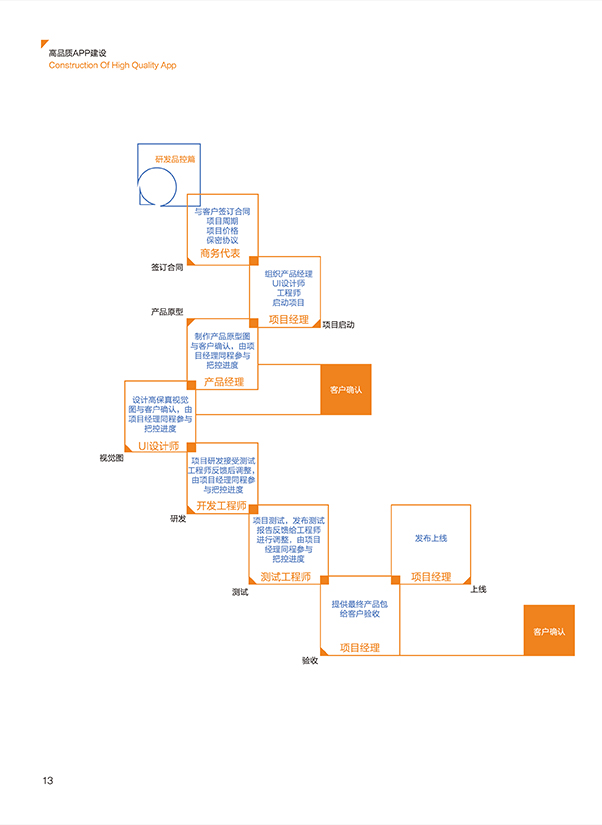 高品质APP建设
Construction Of High Quality App
研发品控篇
与客户签订合同
项目周期
项目价格
保密协议
商务代表
签订合同
组织产品经理
UI设计师
工程师
启动项目
项目经理
项目启动
产品原型
制作产品原型图
与客户确认，由项
目经理同程参与
把控进度
产品经理
客户确认
设计高保真视觉
图与客户确认，由
项目经理同程参与
把控进度
UI设计师
视觉图
项目研发接受测试
工程师反馈后调整，
由项目经理同程参
与把控进度
开发工程师
研发
项目测试，发布测试
报告反馈给工程师
进行调整，由项目
经理同程参与
把控进度
测试工程师
测试
发布上线
项目经理
上线
提供最终产品包
给客户验收
项目经理
验收
客户确认
13